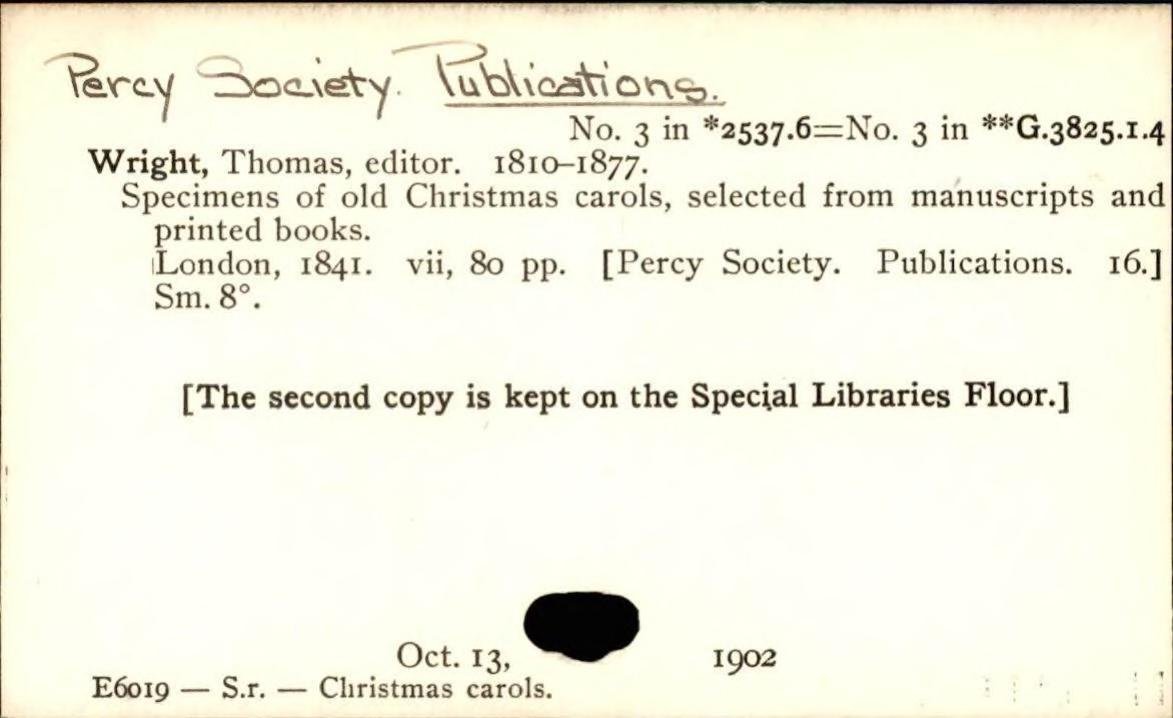 Percy Society. Publications.
No. 3 in *2537.6=No. 3 in **G.3825.1.4
Wright, Thomas, editor. 1810-1877.
Specimens of old Christmas carols, selected from manuscripts and
printed books.
London, 1841. vii, 80 pp. [Percy Society. Publications. 16.]
Sm. 8°.
[The second copy is kept on the Special Libraries Floor.]
Oct. 13, 1902
E6019 — S.r. — Christmas carols.